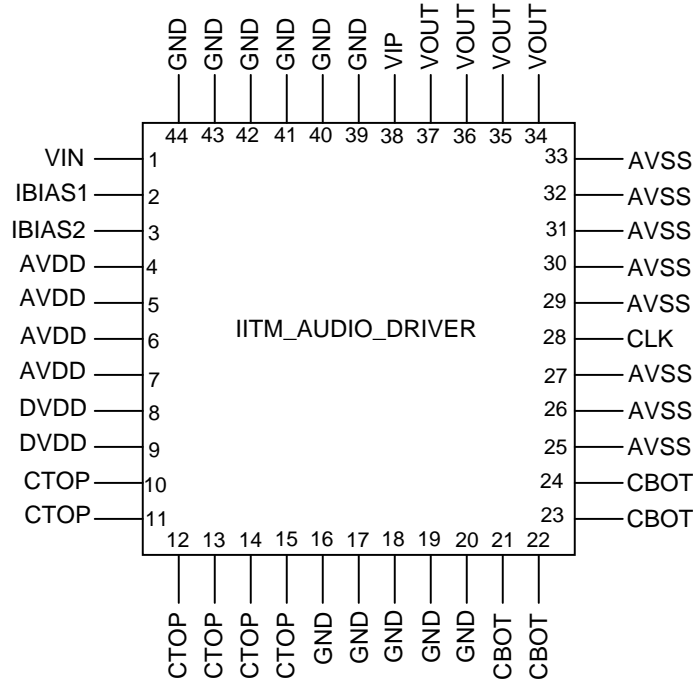 GND GND GND GND GND GND VIP VOUT VOUT VOUT VOUT
44 43 42 41 40 39 38 37 36 35 34
VIN 1 33 AVSS
IBIAS1 2 32 AVSS
IBIAS2 3 31 AVSS
AVDD 4 30 AVSS
AVDD 5 29 AVSS
AVDD 6 IITM_AUDIO_DRIVER 28 CLK
AVDD 7 27 AVSS
DVDD 8 26 AVSS
DVDD 9 25 AVSS
CTOP 10 24 CBOT
CTOP 11 23 CBOT
12 13 14 15 16 17 18 19 20 21 22
CTOP CTOP CTOP CTOP GND GND GND GND GND CBOT CBOT